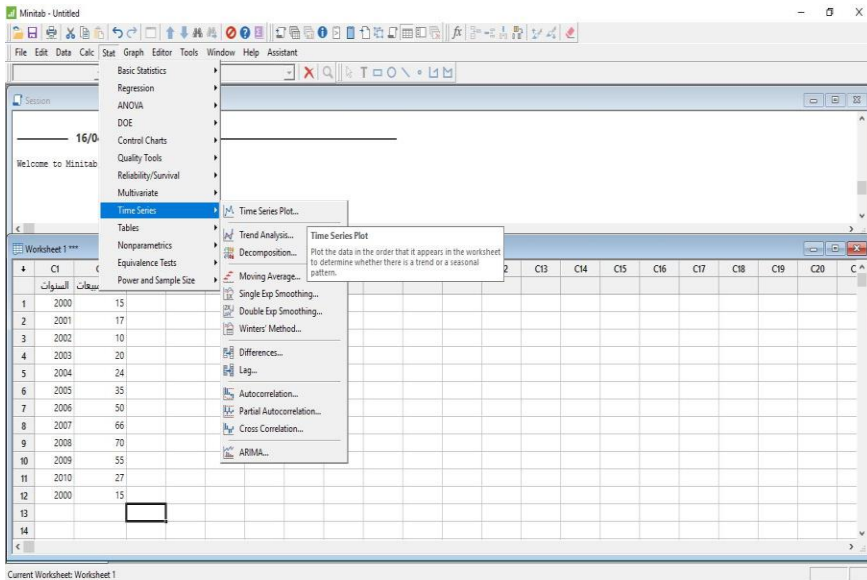 Minitab - Untitled
File Edit Data Calc Stat Graph Editor Tools Window Help Assistant
Basic Statistics
Regression
ANOVA
DOE
Control Charts
Quality Tools
Reliability/Survival
Multivariate
Time Series
Tables
Nonparametrics
Equivalence Tests
Power and Sample Size
Time Series Plot...
Trend Analysis...
Decomposition...
Moving Average...
Single Exp Smoothing...
Double Exp Smoothing...
Winters' Method...
Differences...
Lag...
Autocorrelation...
Partial Autocorrelation...
Cross Correlation...
ARIMA...
Time Series Plot
Plot the data in the order that it appears in the worksheet
to determine whether there is a trend or a seasonal
pattern.
Session
16/0
Welcome to Minitab
Worksheet 1 ***
C1 C13 C14 C15 C16 C17 C18 C19 C20
السنوات
1 2000 15
2 2001 17
3 2002 10
4 2003 20
5 2004 24
6 2005 35
7 2006 50
8 2007 66
9 2008 70
10 2009 55
11 2010 27
12 2000 15
13
14
Current Worksheet: Worksheet 1